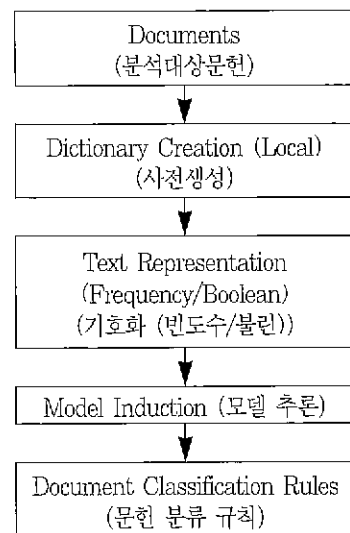 Documents
(분석대상문헌)
Dictionary Creation (Local)
(사전생성)
Text Representation
(Frequency/Boolean)
(기호화 (빈도수/불린))
Model Induction (모델 추론)
Document Classification Rules
(문헌 분류 규칙)